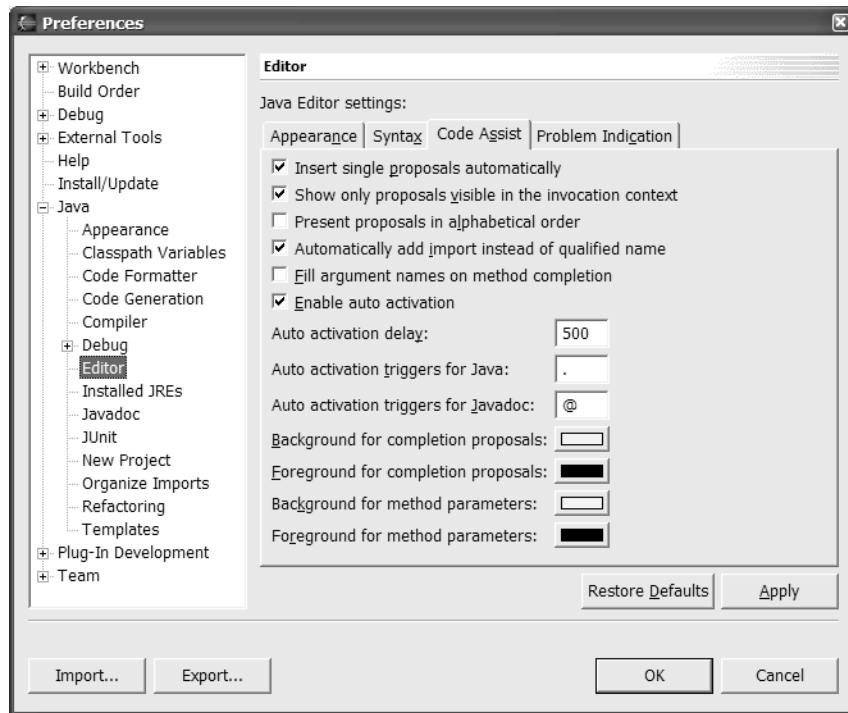 Preferences
Workbench
Build Order
Debug
External Tools
Help
Install/Update
Java
Appearance
Classpath Variables
Code Formatter
Code Generation
Compiler
Debug
Editor
Installed JREs
Javadoc
JUnit
New Project
Organize Imports
Refactoring
Templates
Plug-In Development
Team
Editor
Java Editor settings:
Appearance Syntax Code Assist Problem Indication
Insert single proposals automatically
Show only proposals visible in the invocation context
Present proposals in alphabetical order
Automatically add import instead of qualified name
Fill argument names on method completion
Enable auto activation
Auto activation delay: 500
Auto activation triggers for Java: .
Auto activation triggers for Javadoc: @
Background for completion proposals:
Foreground for completion proposals:
Background for method parameters:
Foreground for method parameters:
Restore Defaults Apply
Import... Export... OK Cancel